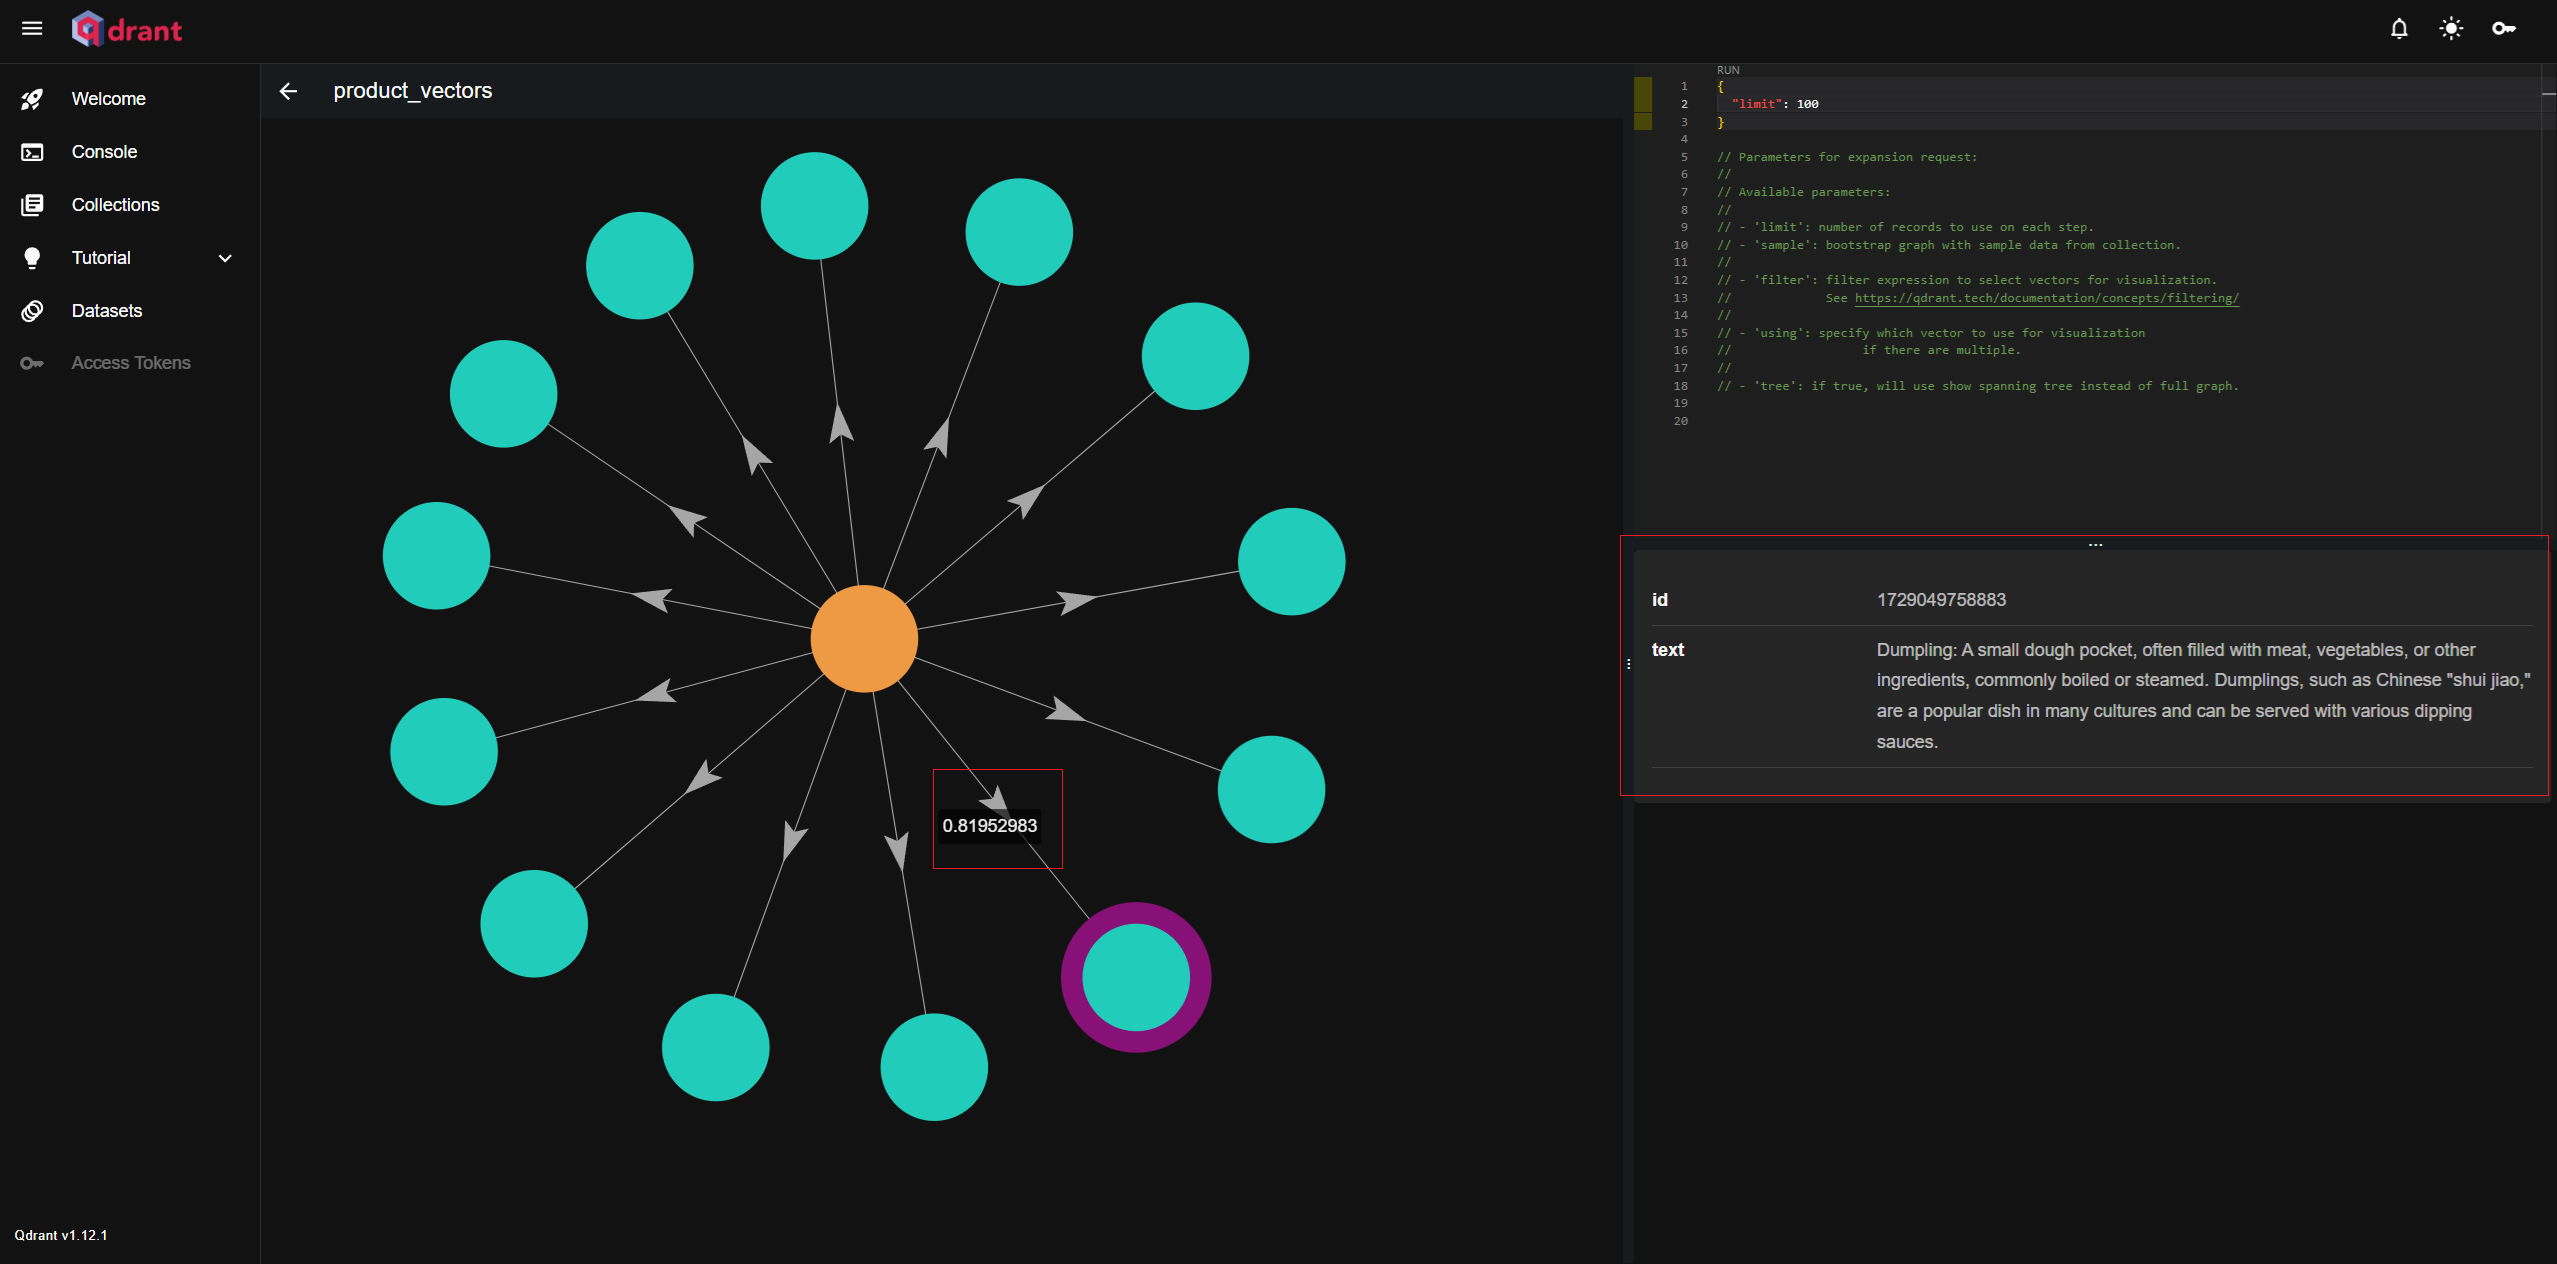 qdrant
Welcome
Console
Collections
Tutorial
Datasets
Access Tokens
Qdrant v1.12.1
product_vectors
0.81952983
RUN
1 {
2 "limit": 100
3 }
4
5 // Parameters for expansion request:
6 //
7 // Available parameters:
8 //
9 // - 'limit': number of records to use on each step.
10 // - 'sample': bootstrap graph with sample data from collection.
11 //
12 // - 'filter': filter expression to select vectors for visualization.
13 // See https://qdrant.tech/documentation/concepts/filtering/
14 //
15 // - 'using': specify which vector to use for visualization
16 // if there are multiple.
17 //
18 // - 'tree': if true, will use show spanning tree instead of full graph.
19
20
id 1729049758883
text Dumpling: A small dough pocket, often filled with meat, vegetables, or other
ingredients, commonly boiled or steamed. Dumplings, such as Chinese "shui jiao,"
are a popular dish in many cultures and can be served with various dipping
sauces.